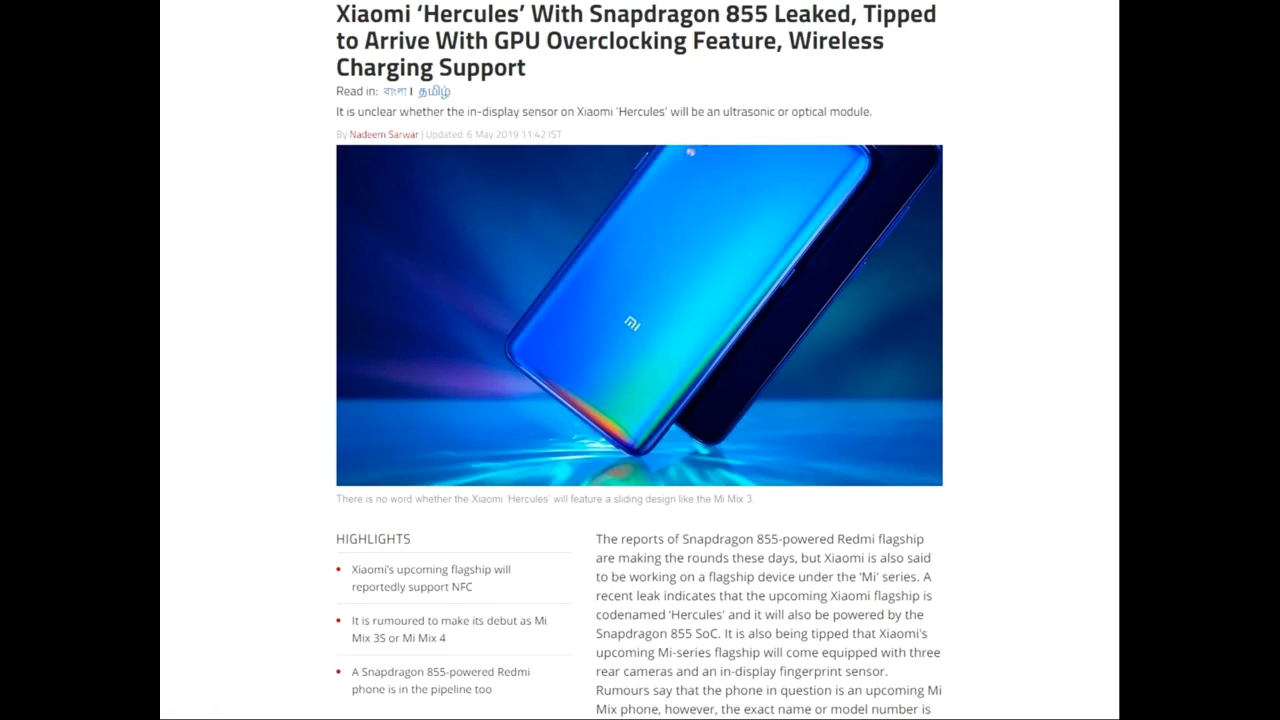 Xiaomi ‘Hercules’ With Snapdragon 855 Leaked, Tipped
to Arrive With GPU Overclocking Feature, Wireless
Charging Support
Read in: বাংলা | தமிழ்
It is unclear whether the in-display sensor on Xiaomi ‘Hercules’ will be an ultrasonic or optical module.
By Nadeem Sarwar | Updated: 6 May 2019 11:42 IST
mi
There is no word whether the Xiaomi ‘Hercules’ will feature a sliding design like the Mi Mix 3.
HIGHLIGHTS
Xiaomi's upcoming flagship will
reportedly support NFC
It is rumoured to make its debut as Mi
Mix 3S or Mi Mix 4
A Snapdragon 855-powered Redmi
phone is in the pipeline too
The reports of Snapdragon 855-powered Redmi flagship
are making the rounds these days, but Xiaomi is also said
to be working on a flagship device under the ‘Mi’ series. A
recent leak indicates that the upcoming Xiaomi flagship is
codenamed ‘Hercules’ and it will also be powered by the
Snapdragon 855 SoC. It is also being tipped that Xiaomi's
upcoming Mi-series flagship will come equipped with three
rear cameras and an in-display fingerprint sensor.
Rumours say that the phone in question is an upcoming Mi
Mix phone, however, the exact name or model number is